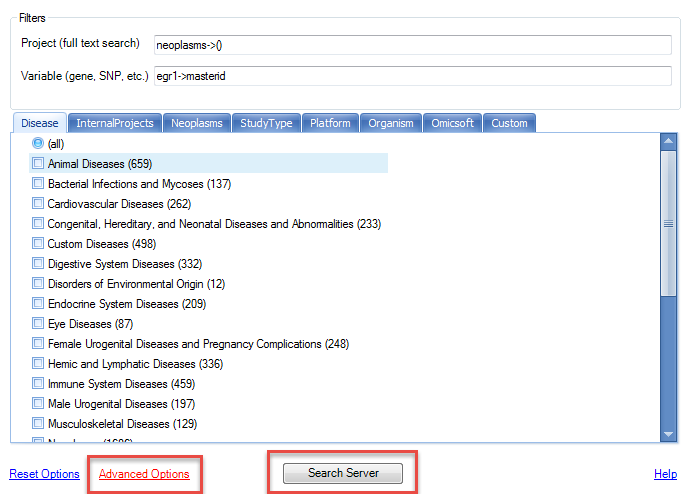 Filters
Project (full text search) neoplasms->()
Variable (gene, SNP, etc.) egr1->masterid
Disease InternalProjects Neoplasms StudyType Platform Organism Omicsoft Custom
(all)
Animal Diseases (659)
Bacterial Infections and Mycoses (137)
Cardiovascular Diseases (262)
Congenital, Hereditary, and Neonatal Diseases and Abnormalities (233)
Custom Diseases (498)
Digestive System Diseases (332)
Disorders of Environmental Origin (12)
Endocrine System Diseases (209)
Eye Diseases (87)
Female Urogenital Diseases and Pregnancy Complications (248)
Hemic and Lymphatic Diseases (336)
Immune System Diseases (459)
Male Urogenital Diseases (197)
Musculoskeletal Diseases (129)
Reset Options Advanced Options Search Server Help